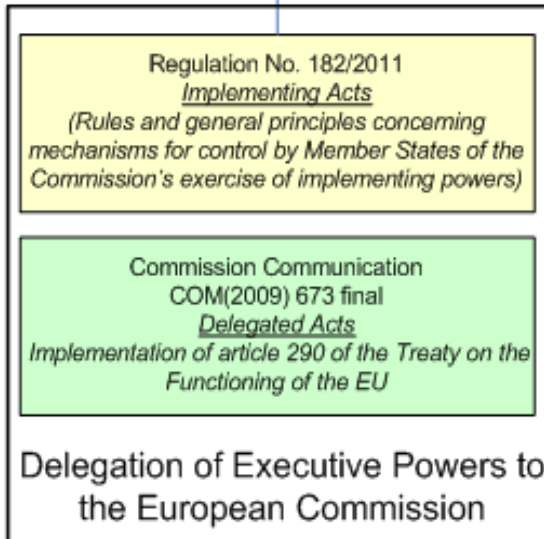 Regulation No. 182/2011
Implementing Acts
(Rules and general principles concerning
mechanisms for control by Member States of the
Commission's exercise of implementing powers)
Commission Communication
COM(2009) 673 final
Delegated Acts
Implementation of article 290 of the Treaty on the
Functioning of the EU
Delegation of Executive Powers to
the European Commission